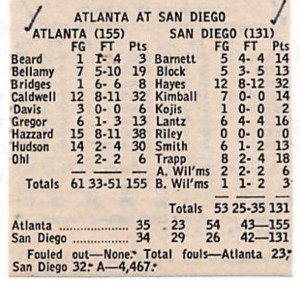 ATLANTA AT SAN DIEGO
ATLANTA (155) SAN DIEGO (131)
FG FT Pts FG FT Pts
Beard 1 1- 4 3 Barnett 5 4- 4 14
Bellamy 7 5-10 19 Block 3 5 13
Bridges 1 6- 6 8 Hayes 8-12 32
Caldwell 12 8-11 32 Kimball 7 0- 0 14
Davis 3 0- 0 6 Kojis 1 0- 0 2
Gregor 6 1- 3 13 Lantz 6 4- 4 16
Hazzard 15 8-11 38 Riley 0 0- 0 0
Hudson 14 2- 4 30 Smith 6 1- 2 13
Ohl 2 2- 2 6 Trapp 8 2- 4 18
A. Wil'ms 2 2- 2 6
Totals 61 33-51 155 B. Wil'ms 1 1- 2 3
Totals 53 25-35 131
Atlanta .................... 35 23 54 43—155
San Diego ................ 34 29 26 42—131
Fouled out—None. Total fouls—Atlanta 23,
San Diego 32. A—4,467.